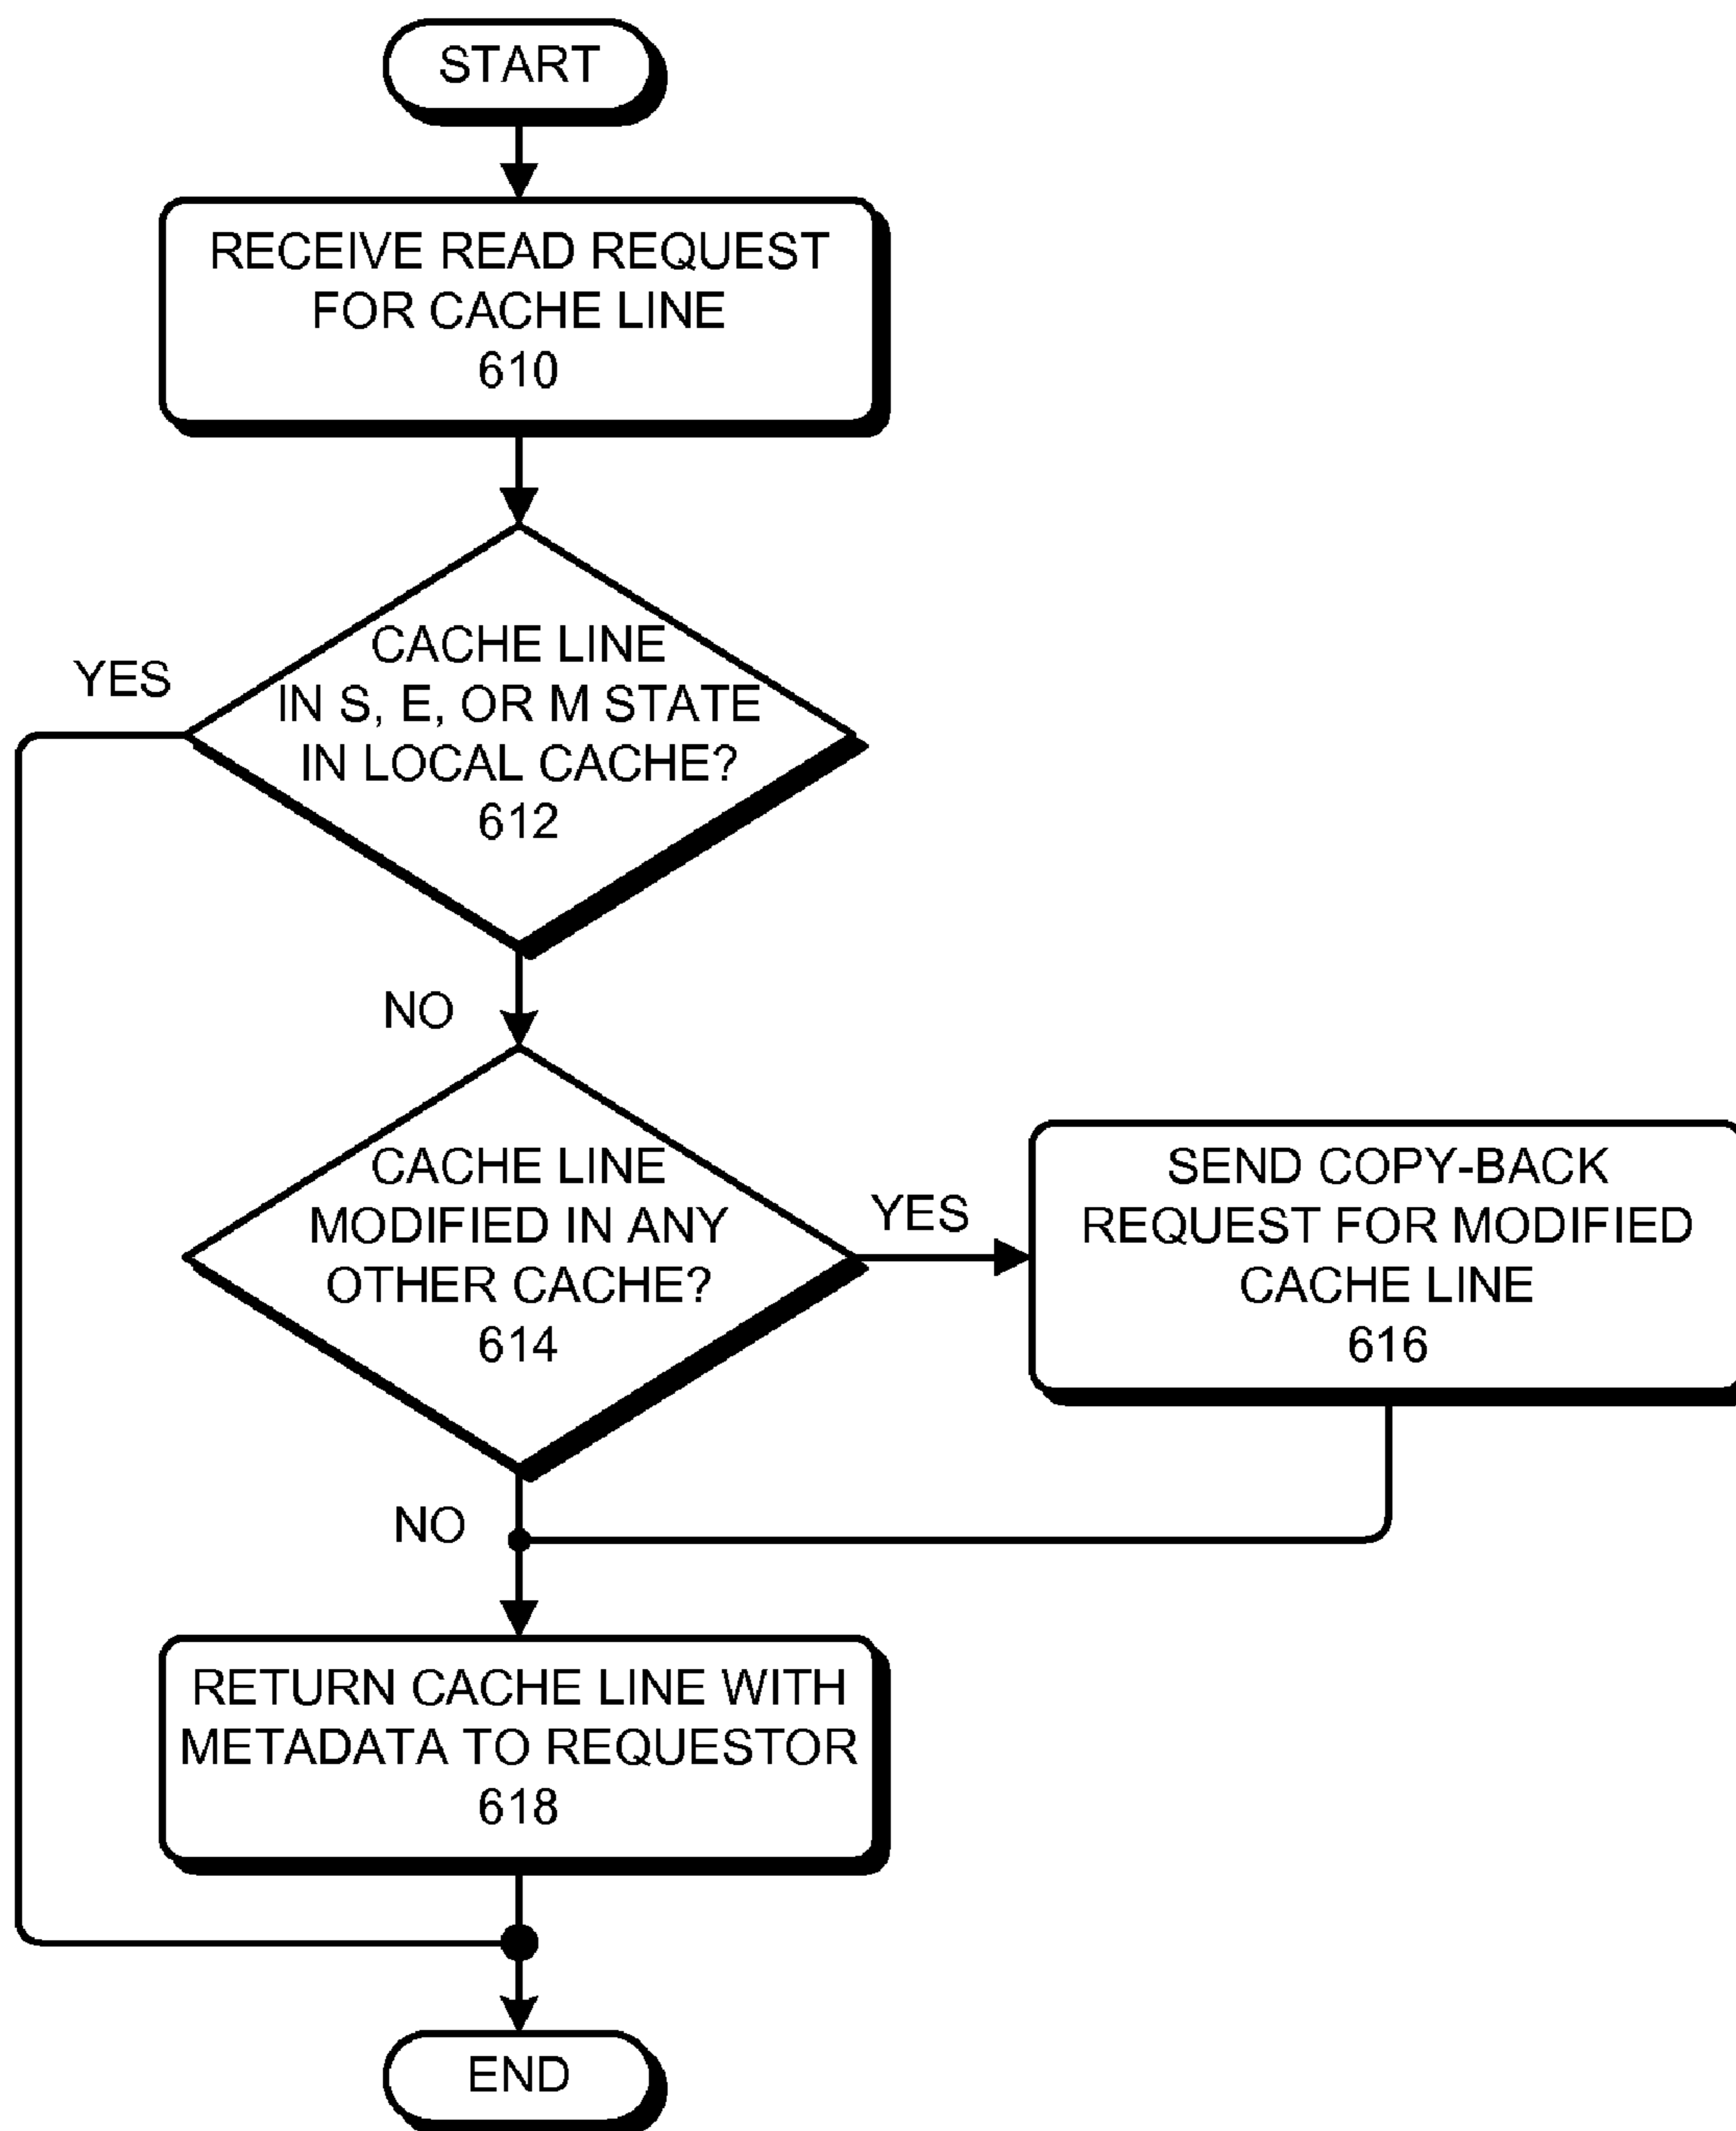 START
RECEIVE READ REQUEST
FOR CACHE LINE
610
CACHE LINE
IN S, E, OR M STATE
IN LOCAL CACHE?
612
YES
NO
CACHE LINE
MODIFIED IN ANY
OTHER CACHE?
614
YES
SEND COPY-BACK
REQUEST FOR MODIFIED
CACHE LINE
616
NO
RETURN CACHE LINE WITH
METADATA TO REQUESTOR
618
END